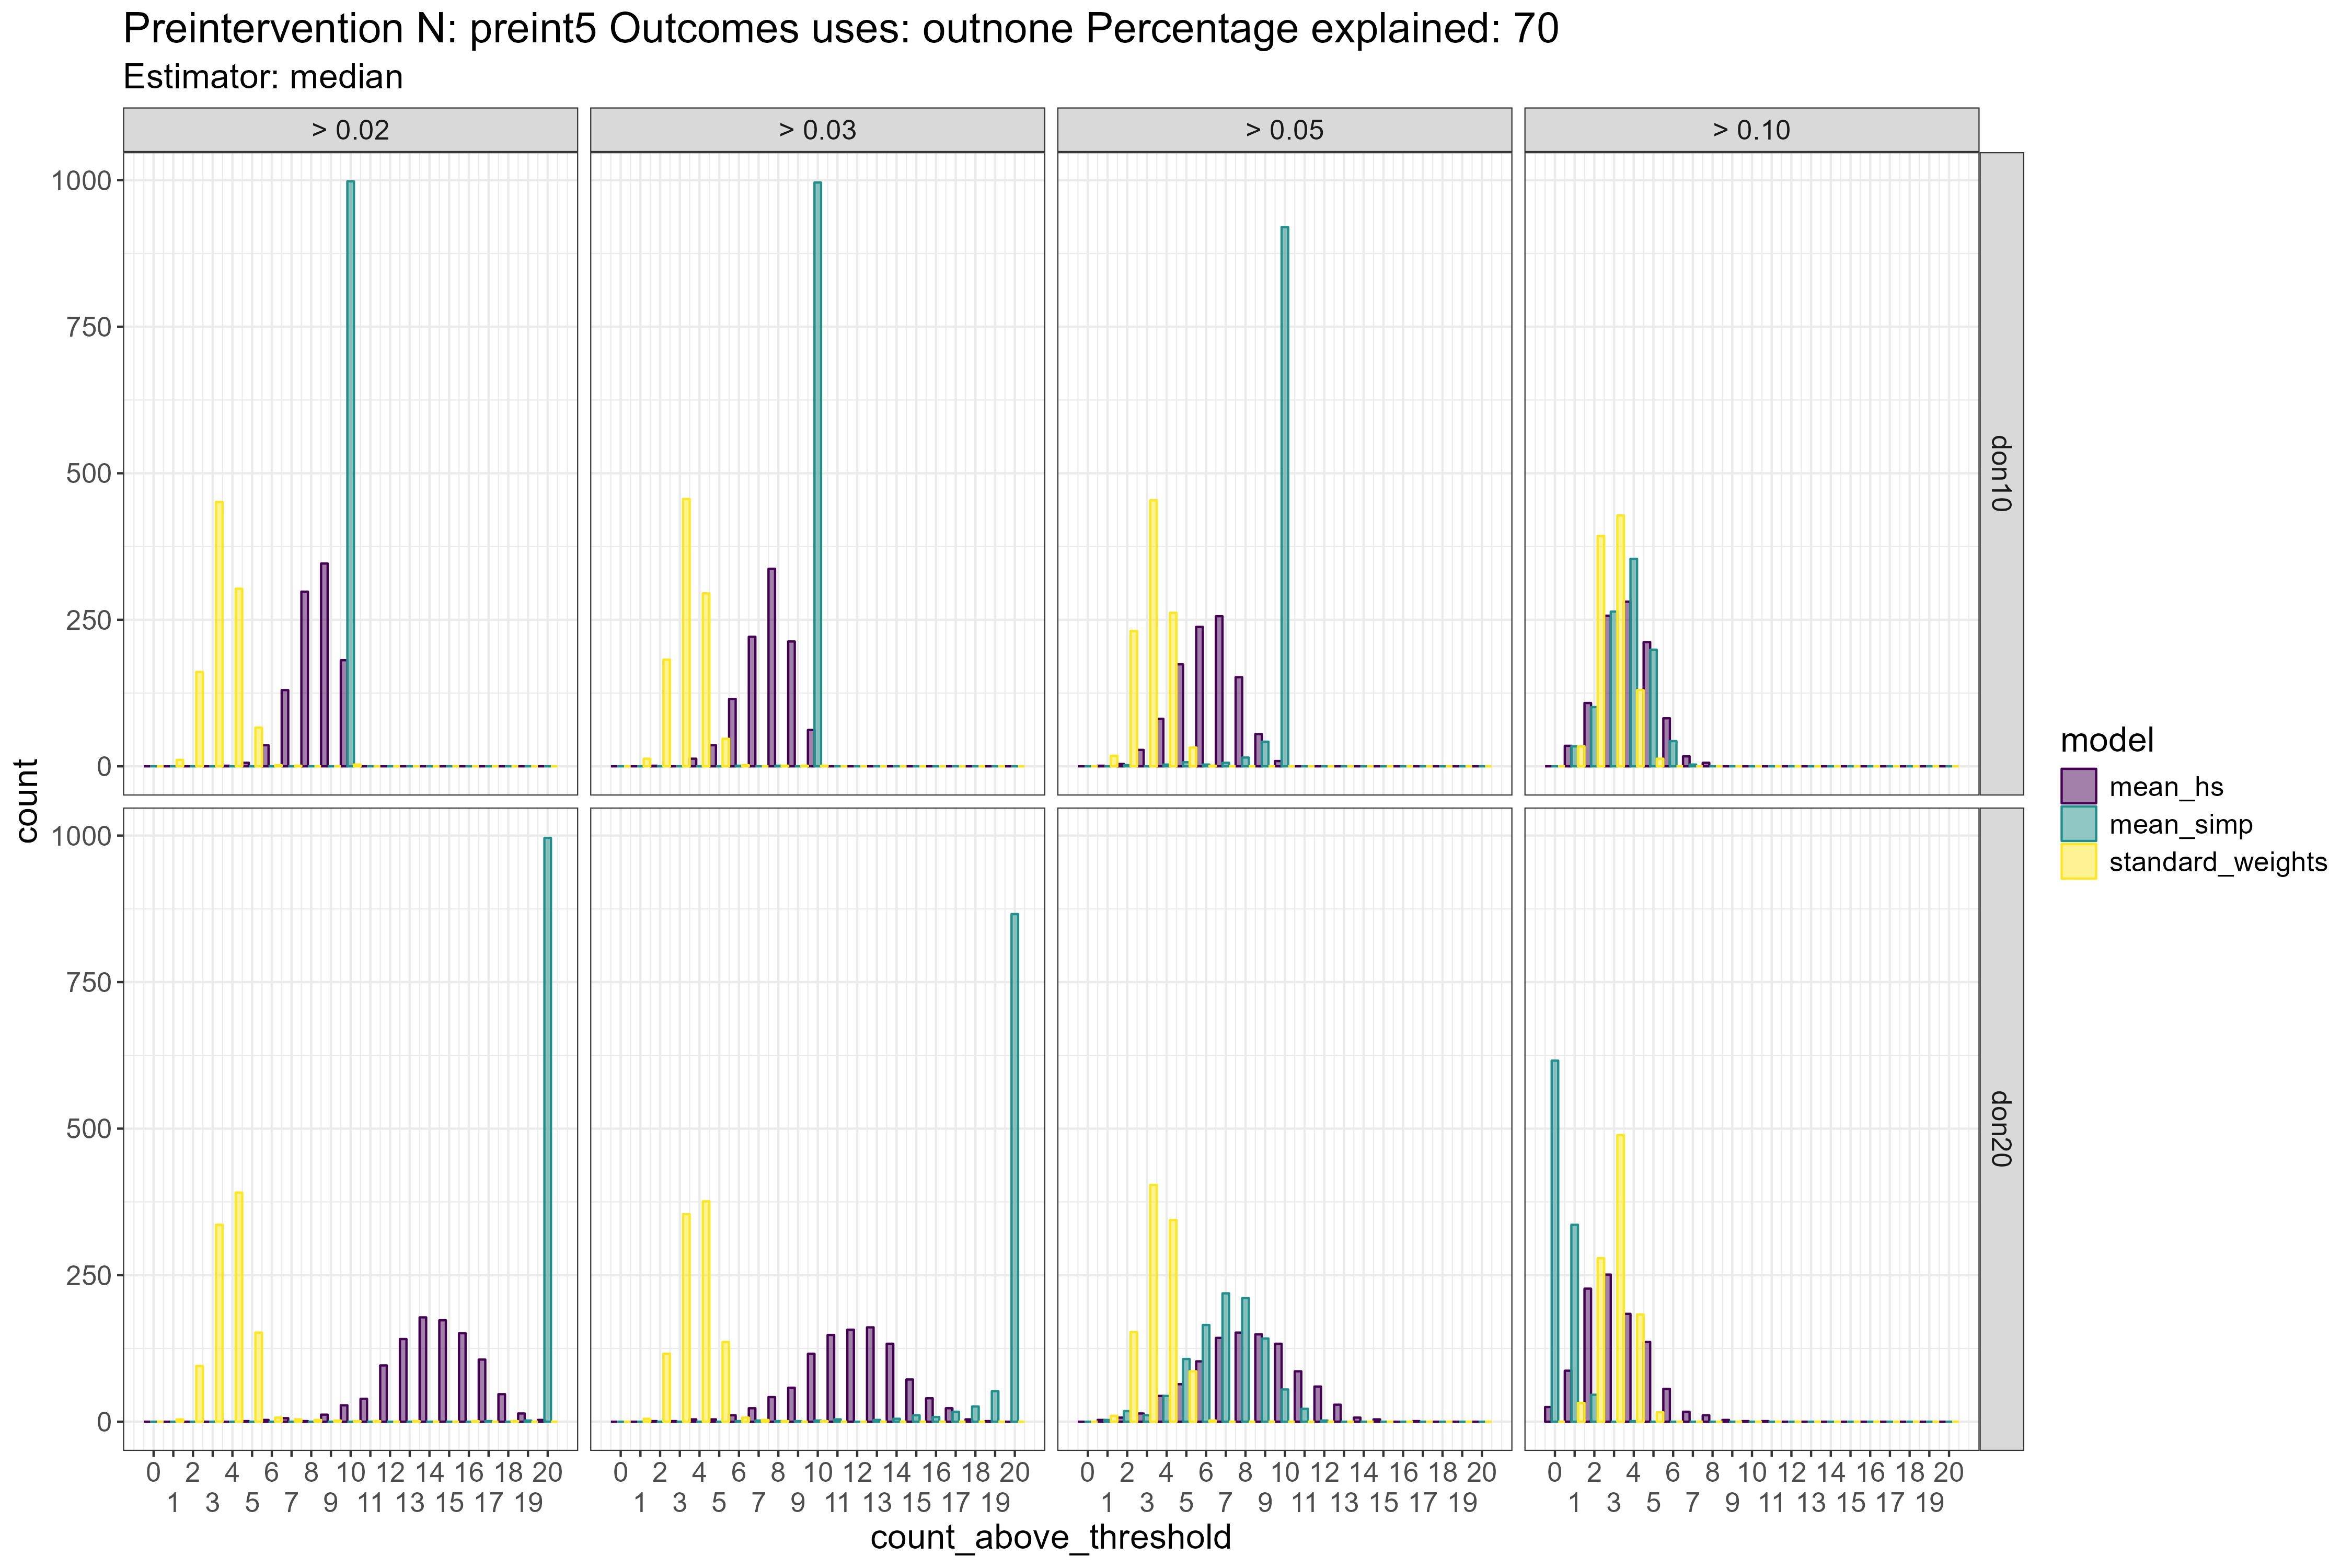 Preintervention N: preint5 Outcomes uses: outnone Percentage explained: 70
Estimator: median
> 0.02 > 0.03 > 0.05 > 0.10
1000
750
500
250
0
don10
1000
750
500
250
0
don20
count
0 2 4 6 8 10 12 14 16 18 20 0 2 4 6 8 10 12 14 16 18 20 0 2 4 6 8 10 12 14 16 18 20 0 2 4 6 8 10 12 14 16 18 20
1 3 5 7 9 11 13 15 17 19 1 3 5 7 9 11 13 15 17 19 1 3 5 7 9 11 13 15 17 19 1 3 5 7 9 11 13 15 17 19
count_above_threshold
model
mean_hs
mean_simp
standard_weights